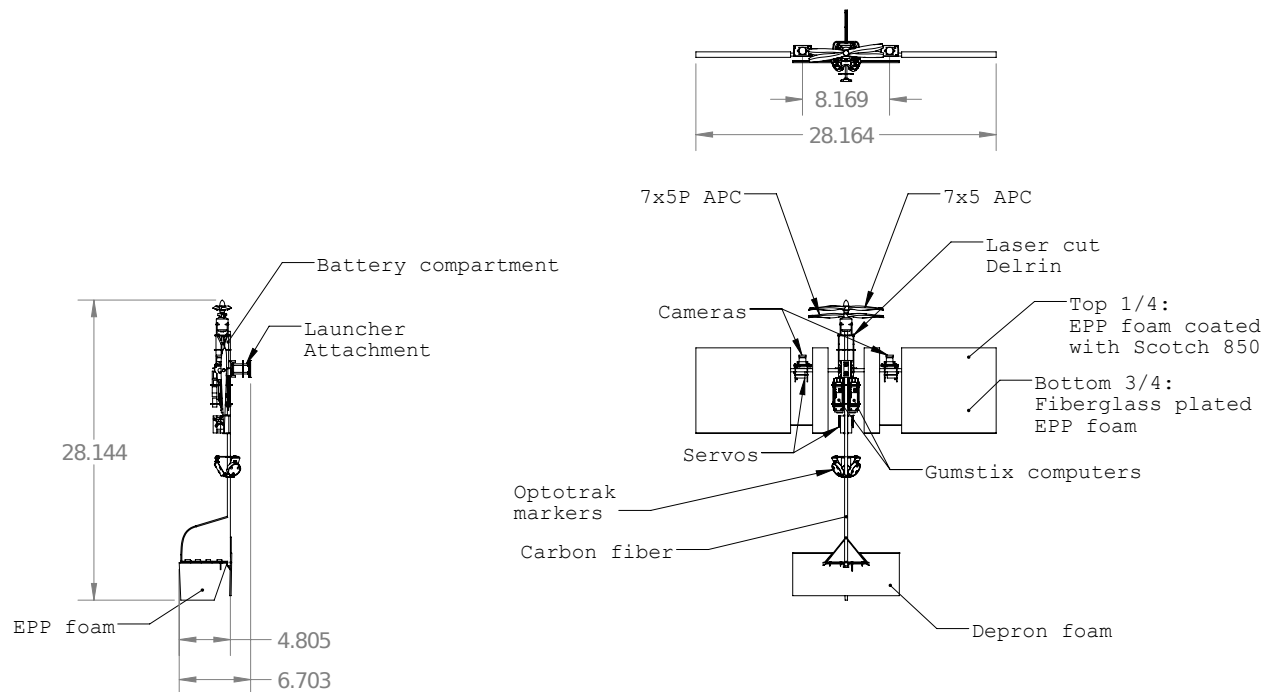 8.169
28.164
7x5P APC
7x5 APC
Laser cut
Delrin
Battery compartment
Cameras
Top 1/4:
EPP foam coated
with Scotch 850
Launcher
Attachment
Bottom 3/4:
Fiberglass plated
EPP foam
28.144
Servos
Gumstix computers
Optotrak
markers
Carbon fiber
EPP foam
Depron foam
4.805
6.703